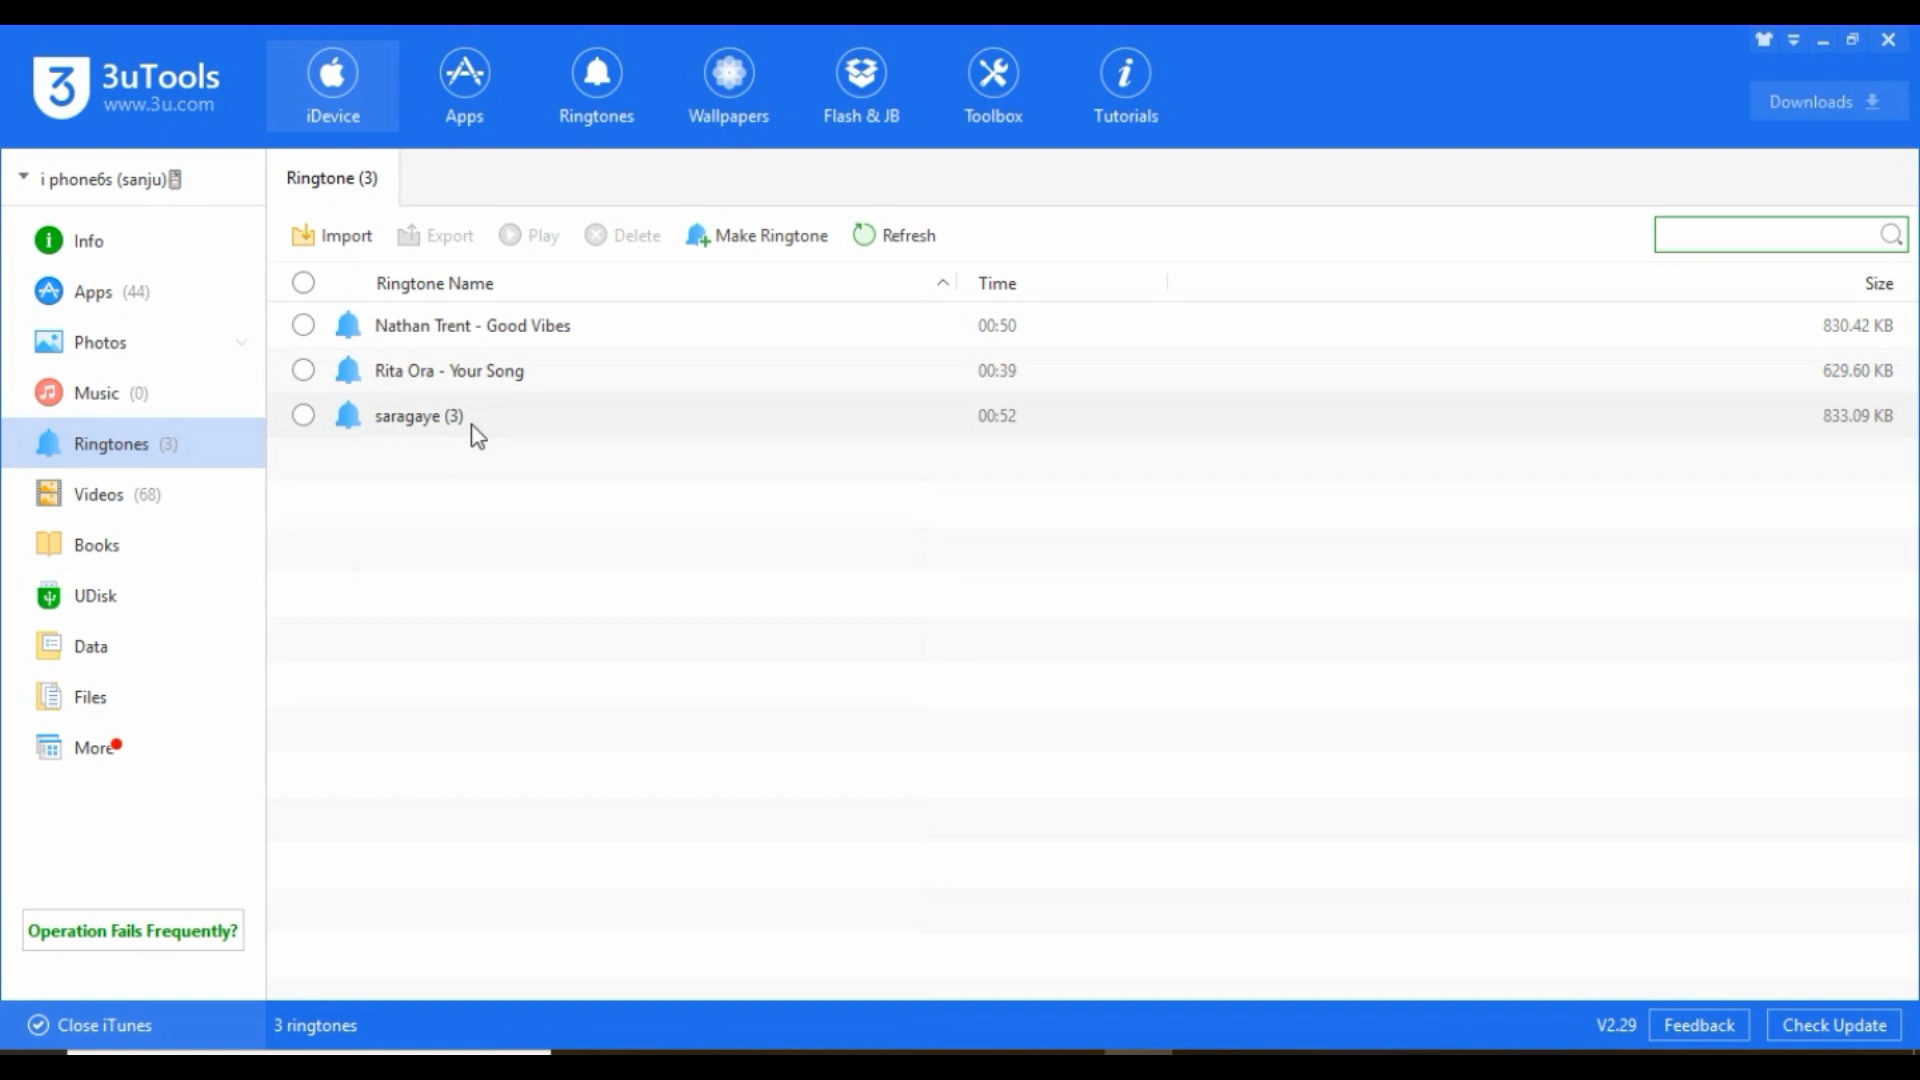 3uTools
www.3u.com
iDevice
Apps
Ringtones
Wallpapers
Flash & JB
Toolbox
Tutorials
Downloads
i phone6s (sanju)
Info
Apps (44)
Photos
Music (0)
Ringtones (3)
Videos (68)
Books
UDisk
Data
Files
More
Operation Fails Frequently?
Ringtone (3)
Import Export Play Delete Make Ringtone Refresh
Ringtone Name Time Size
Nathan Trent - Good Vibes 00:50 830.42 KB
Rita Ora - Your Song 00:39 629.60 KB
saragaye (3) 00:52 833.09 KB
Close iTunes 3 ringtones V2.29 Feedback Check Update